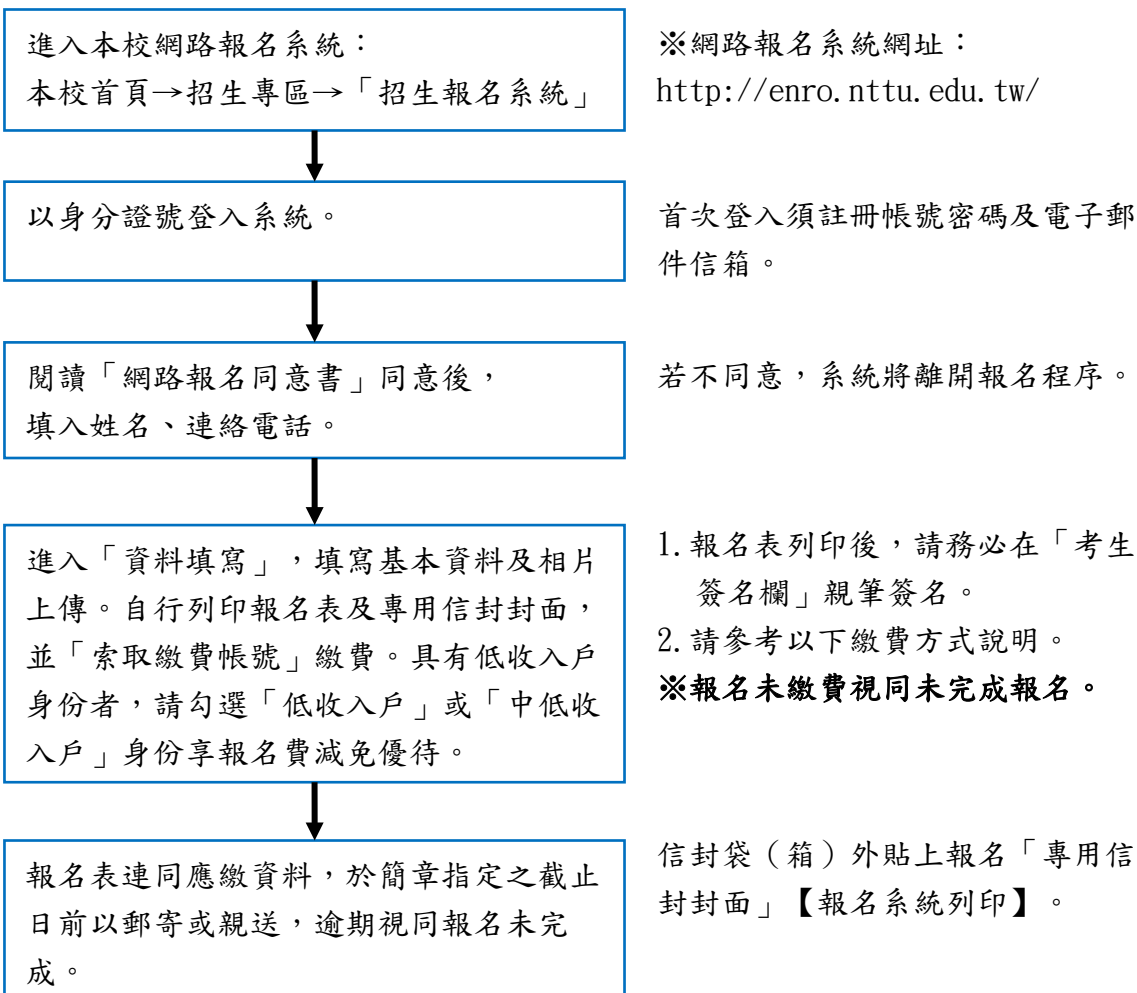 進入本校網路報名系統：
本校首頁→招生專區→「招生報名系統」
※網路報名系統網址：
http://enro.nttu.edu.tw/
以身分證號登入系統。
首次登入須註冊帳號密碼及電子郵
件信箱。
閱讀「網路報名同意書」同意後，
填入姓名、連絡電話。
若不同意，系統將離開報名程序。
進入「資料填寫」，填寫基本資料及相片
上傳。自行列印報名表及專用信封封面，
並「索取繳費帳號」繳費。具有低收入戶
身份者，請勾選「低收入戶」或「中低收
入戶」身份享報名費減免優待。
1.報名表列印後，請務必在「考生
簽名欄」親筆簽名。
2.請參考以下繳費方式說明。
※報名未繳費視同未完成報名。
報名表連同應繳資料，於簡章指定之截止
日前以郵寄或親送，逾期視同報名未完
成。
信封袋（箱）外貼上報名「專用信
封封面」【報名系統列印】。